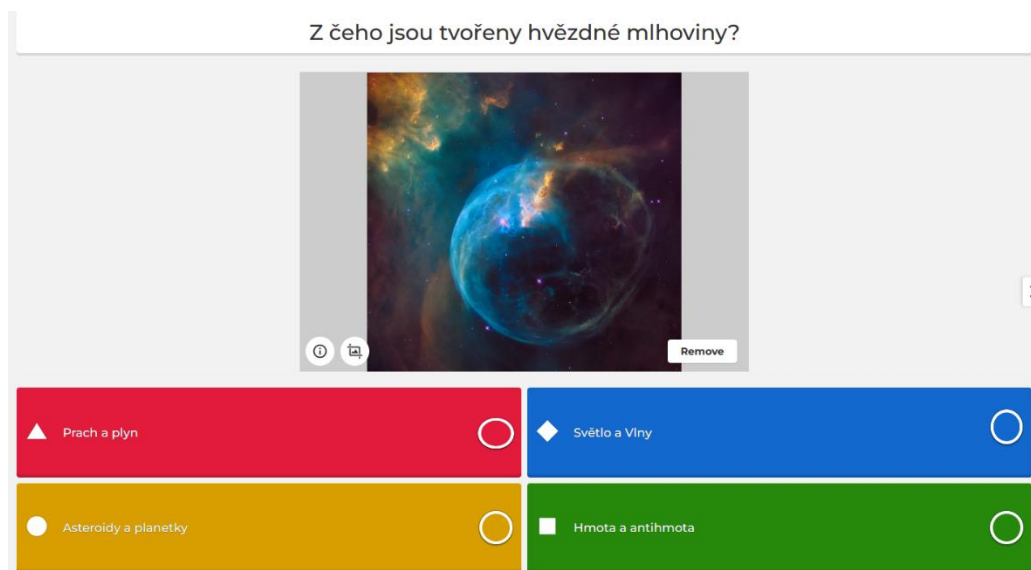 Z čeho jsou tvořeny hvězdné mlhoviny?
Remove
Prach a plyn
Světlo a Vlny
Asteroidy a planetky
Hmota a antihmota